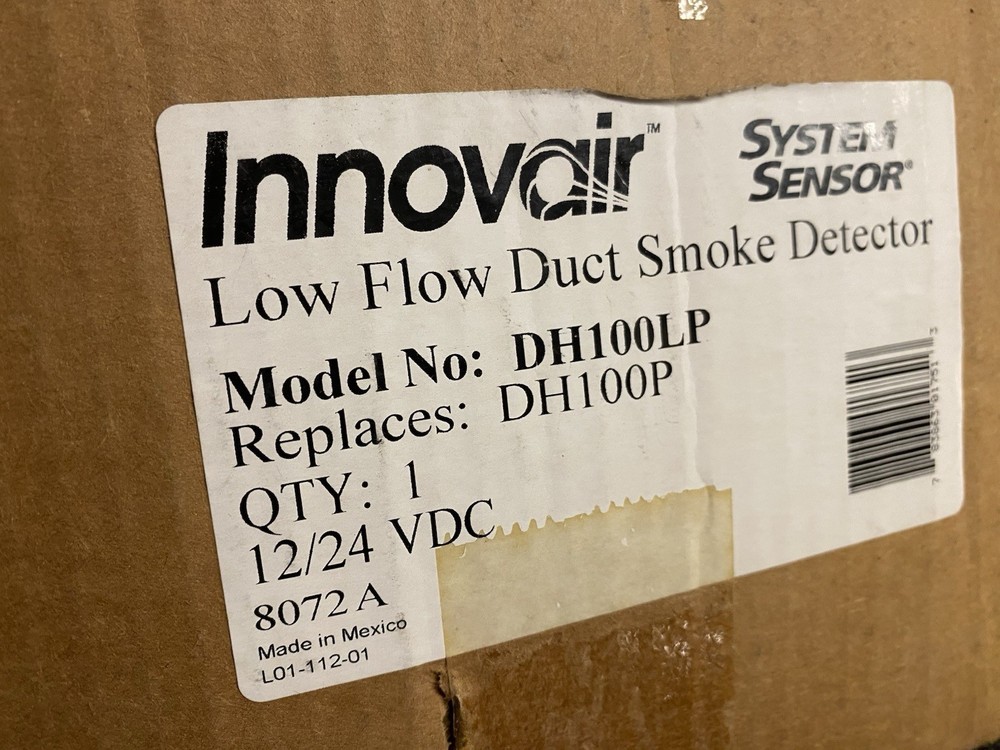 Innovair™
SYSTEM
SENSOR®
Low Flow Duct Smoke Detector
Model No: DH100LP
Replaces: DH100P
QTY: 1
12/24 VDC
8072 A
Made in Mexico
L01-112-01